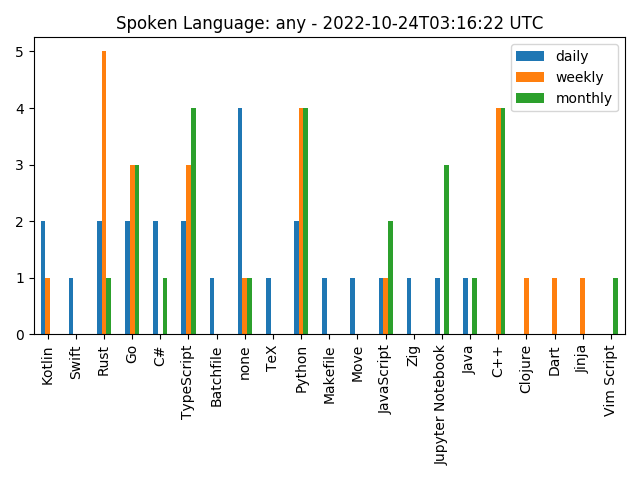 Spoken Language: any - 2022-10-24T03:16:22 UTC
daily
weekly
monthly
5
4
3
2
1
0
Kotlin
Swift
Rust
Go
C#
TypeScript
Batchfile
none
TeX
Python
Makefile
Move
JavaScript
Zig
Jupyter Notebook
Java
C++
Clojure
Dart
Jinja
Vim Script